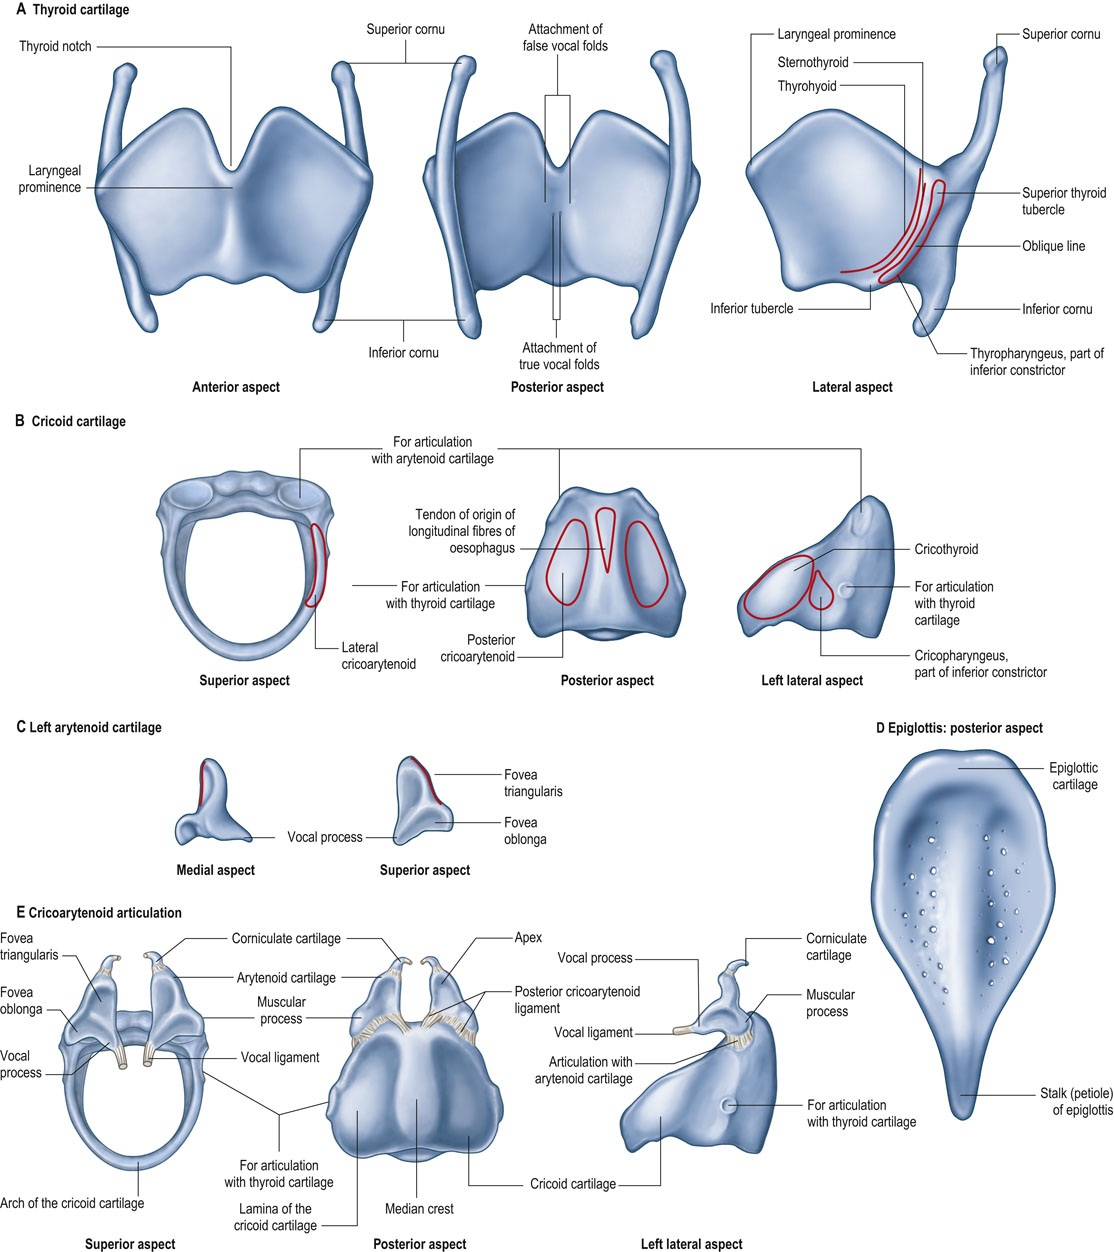 A Thyroid cartilage
Thyroid notch
Superior cornu
Attachment of
false vocal folds
Laryngeal prominence
Sternothyroid
Thyrohyoid
Superior cornu
Laryngeal
prominence
Superior thyroid
tubercle
Oblique line
Inferior tubercle
Inferior cornu
Inferior cornu
Attachment of
true vocal folds
Thyropharyngeus, part of
inferior constrictor
Anterior aspect
Posterior aspect
Lateral aspect
B Cricoid cartilage
For articulation
with arytenoid cartilage
Tendon of origin of
longitudinal fibres of
oesophagus
Cricothyroid
For articulation
with thyroid cartilage
For articulation
with thyroid
cartilage
Lateral
cricoarytenoid
Posterior
cricoarytenoid
Cricopharyngeus,
part of inferior constrictor
Superior aspect
Posterior aspect
Left lateral aspect
C Left arytenoid cartilage
D Epiglottis: posterior aspect
Epiglottic
cartilage
Fovea
triangularis
Fovea
oblonga
Vocal process
Medial aspect
Superior aspect
E Cricoarytenoid articulation
Fovea
triangularis
Corniculate cartilage
Apex
Corniculate
cartilage
Vocal process
Arytenoid cartilage
Fovea
oblonga
Muscular
process
Posterior cricoarytenoid
ligament
Muscular
process
Vocal ligament
Vocal
process
Vocal ligament
Articulation with
arytenoid cartilage
Stalk (petiole)
of epiglottis
For articulation
with thyroid cartilage
For articulation
with thyroid cartilage
Cricoid cartilage
Arch of the cricoid cartilage
Lamina of the
cricoid cartilage
Median crest
Superior aspect
Posterior aspect
Left lateral aspect